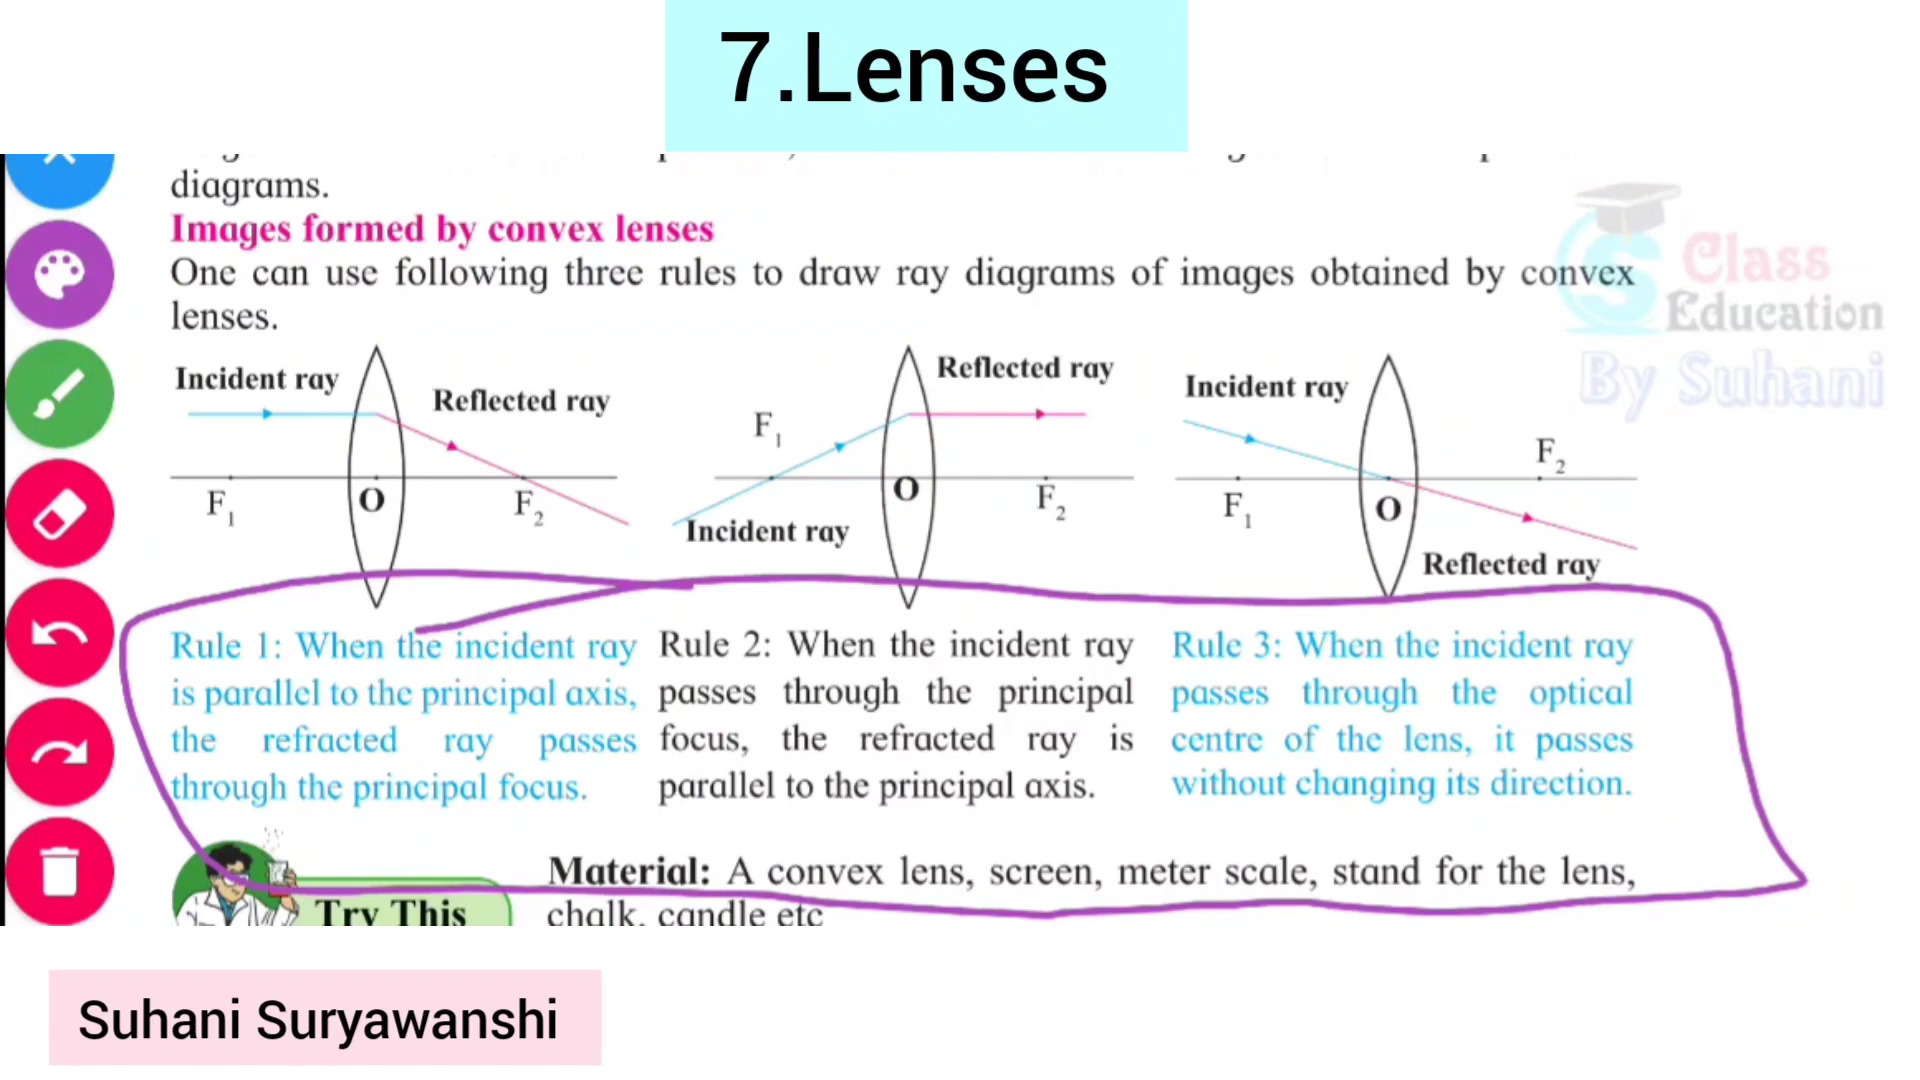 7.Lenses
diagrams.
Images formed by convex lenses
One can use following three rules to draw ray diagrams of images obtained by convex
lenses.
Class
Education
By Suhani
Incident ray
Reflected ray
F1
O
F2
Reflected ray
F1
O
F2
Incident ray
Incident ray
F2
F1
O
Reflected ray
Rule 1: When the incident ray
is parallel to the principal axis,
the refracted ray passes
through the principal focus.
Rule 2: When the incident ray
passes through the principal
focus, the refracted ray is
parallel to the principal axis.
Rule 3: When the incident ray
passes through the optical
centre of the lens, it passes
without changing its direction.
Try This
Material: A convex lens, screen, meter scale, stand for the lens,
chalk, candle etc
Suhani Suryawanshi